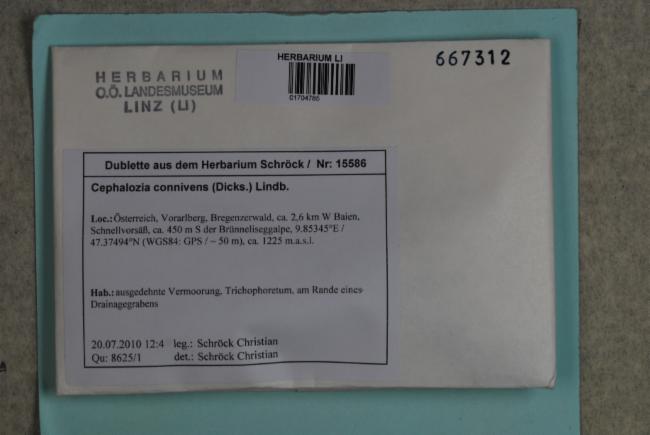 HERBARIUM
O.Ö. LANDESMUSEUM
LINZ (LI)
HERBARIUM LI
01704785
667312
Dublette aus dem Herbarium Schröck / Nr: 15586
Cephalozia connivens (Dicks.) Lindb.
Loc.: Österreich, Vorarlberg, Bregenzerwald, ca. 2,6 km W Baien,
Schnellvorsäß, ca. 450 m S der Brünneliseggalpe, 9.85345°E /
47.37494°N (WGS84: GPS / ~ 50 m), ca. 1225 m.a.s.l.
Hab.: ausgedehnte Vermoorung, Trichophoretum, am Rande eines
Drainagegrabens
20.07.2010 12:4 leg.: Schröck Christian
Qu: 8625/1 det.: Schröck Christian